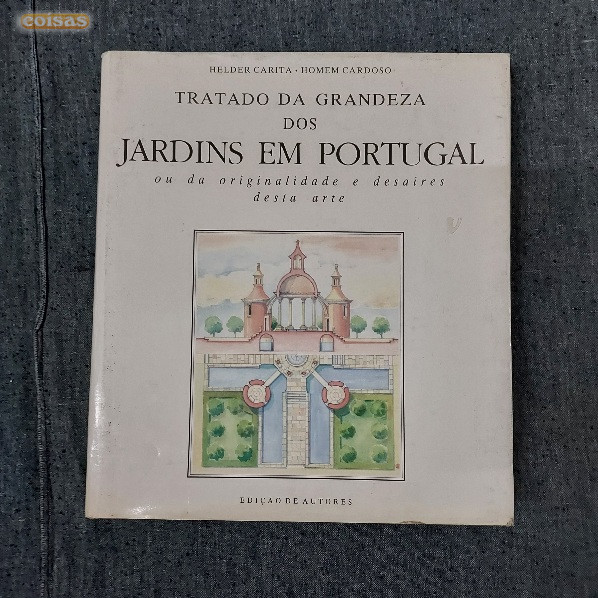 coisas
HELDER CARITA • HOMEM CARDOSO
TRATADO DA GRANDEZA
DOS
JARDINS EM PORTUGAL
ou da originalidade e desaires
desta arte
EDIÇÃO DE AUTORES